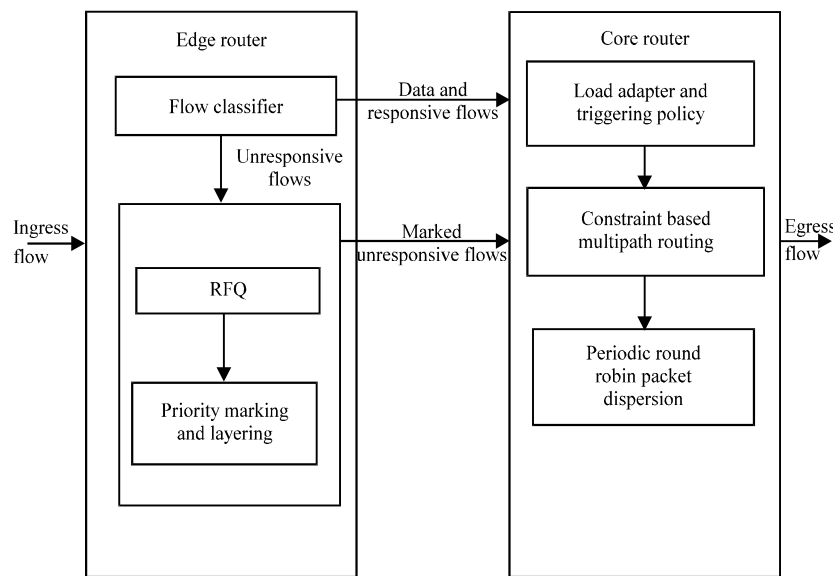 Edge router
Core router
Flow classifier
Data and
responsive flows
Load adapter and
triggering policy
Unresponsive
flows
Ingress
flow
Marked
unresponsive flows
Constraint based
multipath routing
Egress
flow
RFQ
Priority marking
and layering
Periodic round
robin packet
dispersion